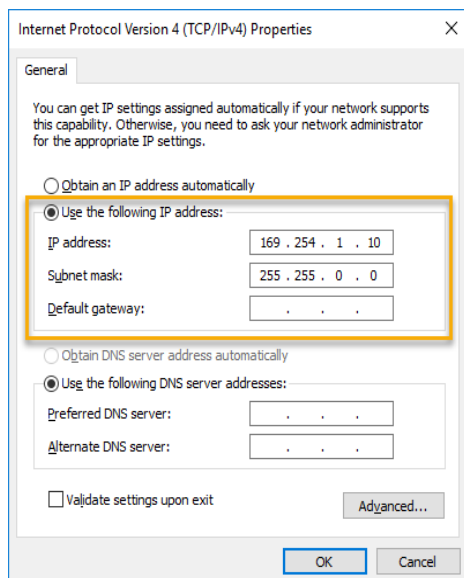 Internet Protocol Version 4 (TCP/IPv4) Properties
General
You can get IP settings assigned automatically if your network supports
this capability. Otherwise, you need to ask your network administrator
for the appropriate IP settings.
Obtain an IP address automatically
Use the following IP address:
IP address: 169 . 254 . 1 . 10
Subnet mask: 255 . 255 . 0 . 0
Default gateway: . . .
Obtain DNS server address automatically
Use the following DNS server addresses:
Preferred DNS server: . . .
Alternate DNS server: . . .
Validate settings upon exit
Advanced...
OK Cancel